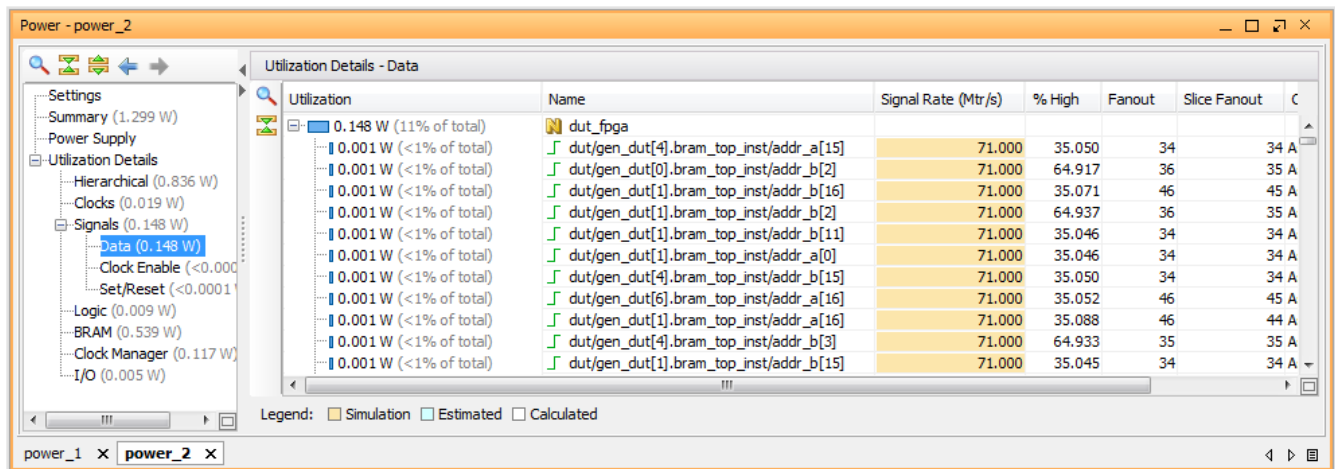 Power - power_2
Settings
Summary (1.299 W)
Power Supply
Utilization Details
Hierarchical (0.836 W)
Clocks (0.019 W)
Signals (0.148 W)
Data (0.148 W)
Clock Enable (<0.000
Set/Reset (<0.0001
Logic (0.009 W)
BRAM (0.539 W)
Clock Manager (0.117 W)
I/O (0.005 W)
Utilization Details - Data
Utilization Name Signal Rate (Mtr/s) % High Fanout Slice Fanout C
0.148 W (11% of total) N dut_fpga
0.001 W (<1% of total) dut/gen_dut[4].bram_top_inst/addr_a[15] 71.000 35.050 34 34 A
0.001 W (<1% of total) dut/gen_dut[0].bram_top_inst/addr_b[2] 71.000 64.917 36 35 A
0.001 W (<1% of total) dut/gen_dut[1].bram_top_inst/addr_b[16] 71.000 35.071 46 45 A
0.001 W (<1% of total) dut/gen_dut[1].bram_top_inst/addr_b[2] 71.000 64.937 36 35 A
0.001 W (<1% of total) dut/gen_dut[1].bram_top_inst/addr_b[11] 71.000 35.046 34 34 A
0.001 W (<1% of total) dut/gen_dut[1].bram_top_inst/addr_a[0] 71.000 35.046 34 34 A
0.001 W (<1% of total) dut/gen_dut[4].bram_top_inst/addr_b[15] 71.000 35.050 34 34 A
0.001 W (<1% of total) dut/gen_dut[6].bram_top_inst/addr_a[16] 71.000 35.052 46 45 A
0.001 W (<1% of total) dut/gen_dut[1].bram_top_inst/addr_a[16] 71.000 35.088 46 44 A
0.001 W (<1% of total) dut/gen_dut[4].bram_top_inst/addr_b[3] 71.000 64.933 35 35 A
0.001 W (<1% of total) dut/gen_dut[1].bram_top_inst/addr_b[15] 71.000 35.045 34 34 A
Legend: Simulation Estimated Calculated
power_1 power_2